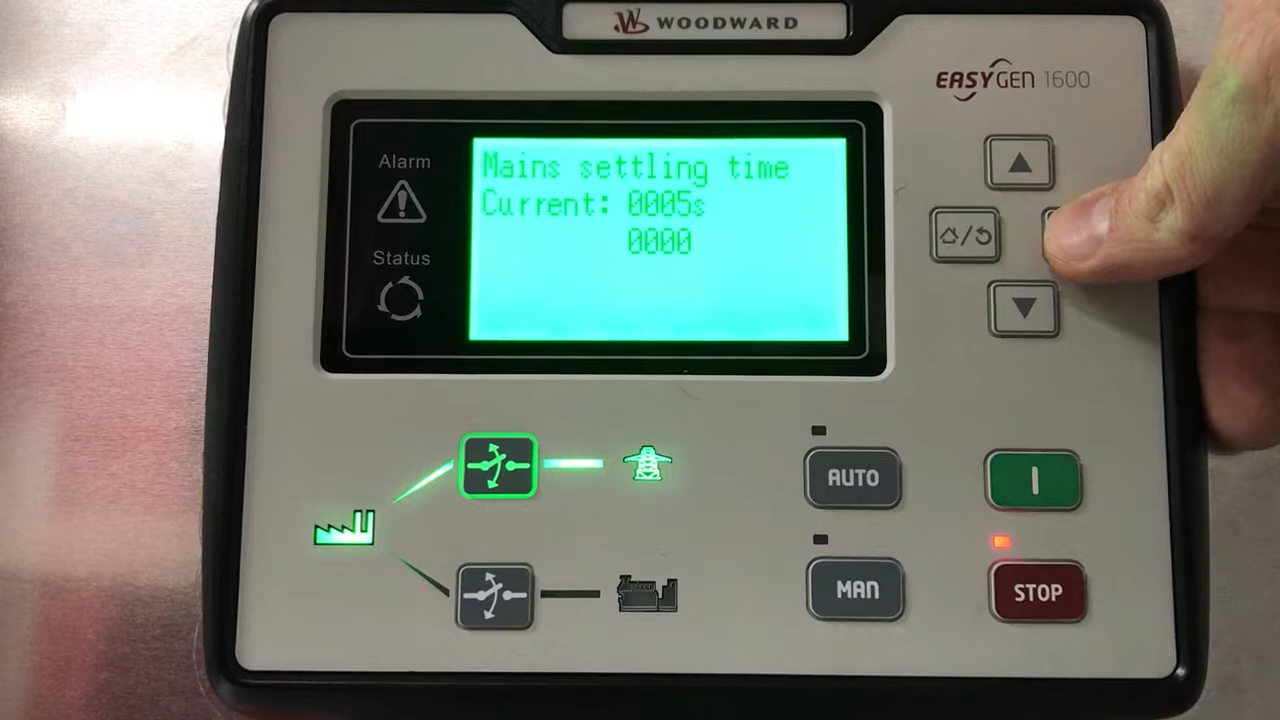 WOODWARD
EASYGEN 1600
Alarm
Status
Mains settling time
Current: 0005s
0000
AUTO
I
MAN
STOP